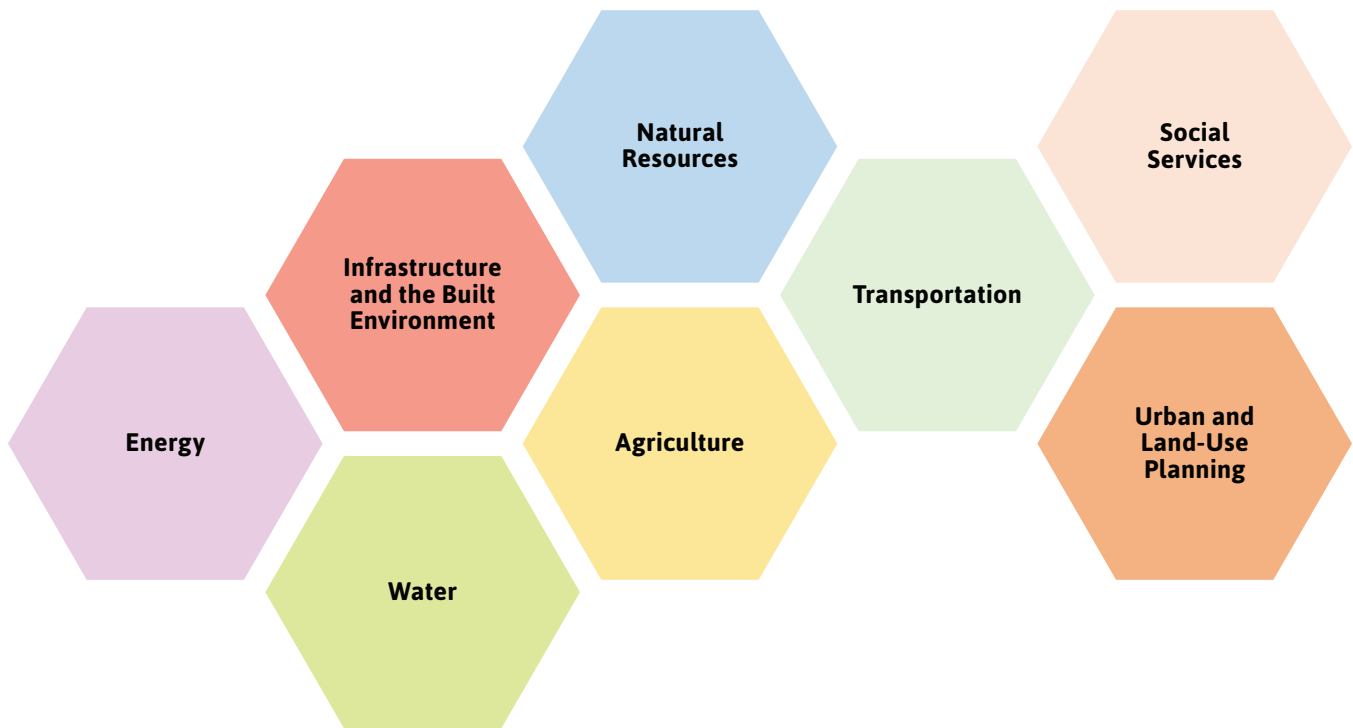 Natural
Resources
Social
Services
Infrastructure
and the Built
Environment
Transportation
Energy
Agriculture
Urban and
Land-Use
Planning
Water